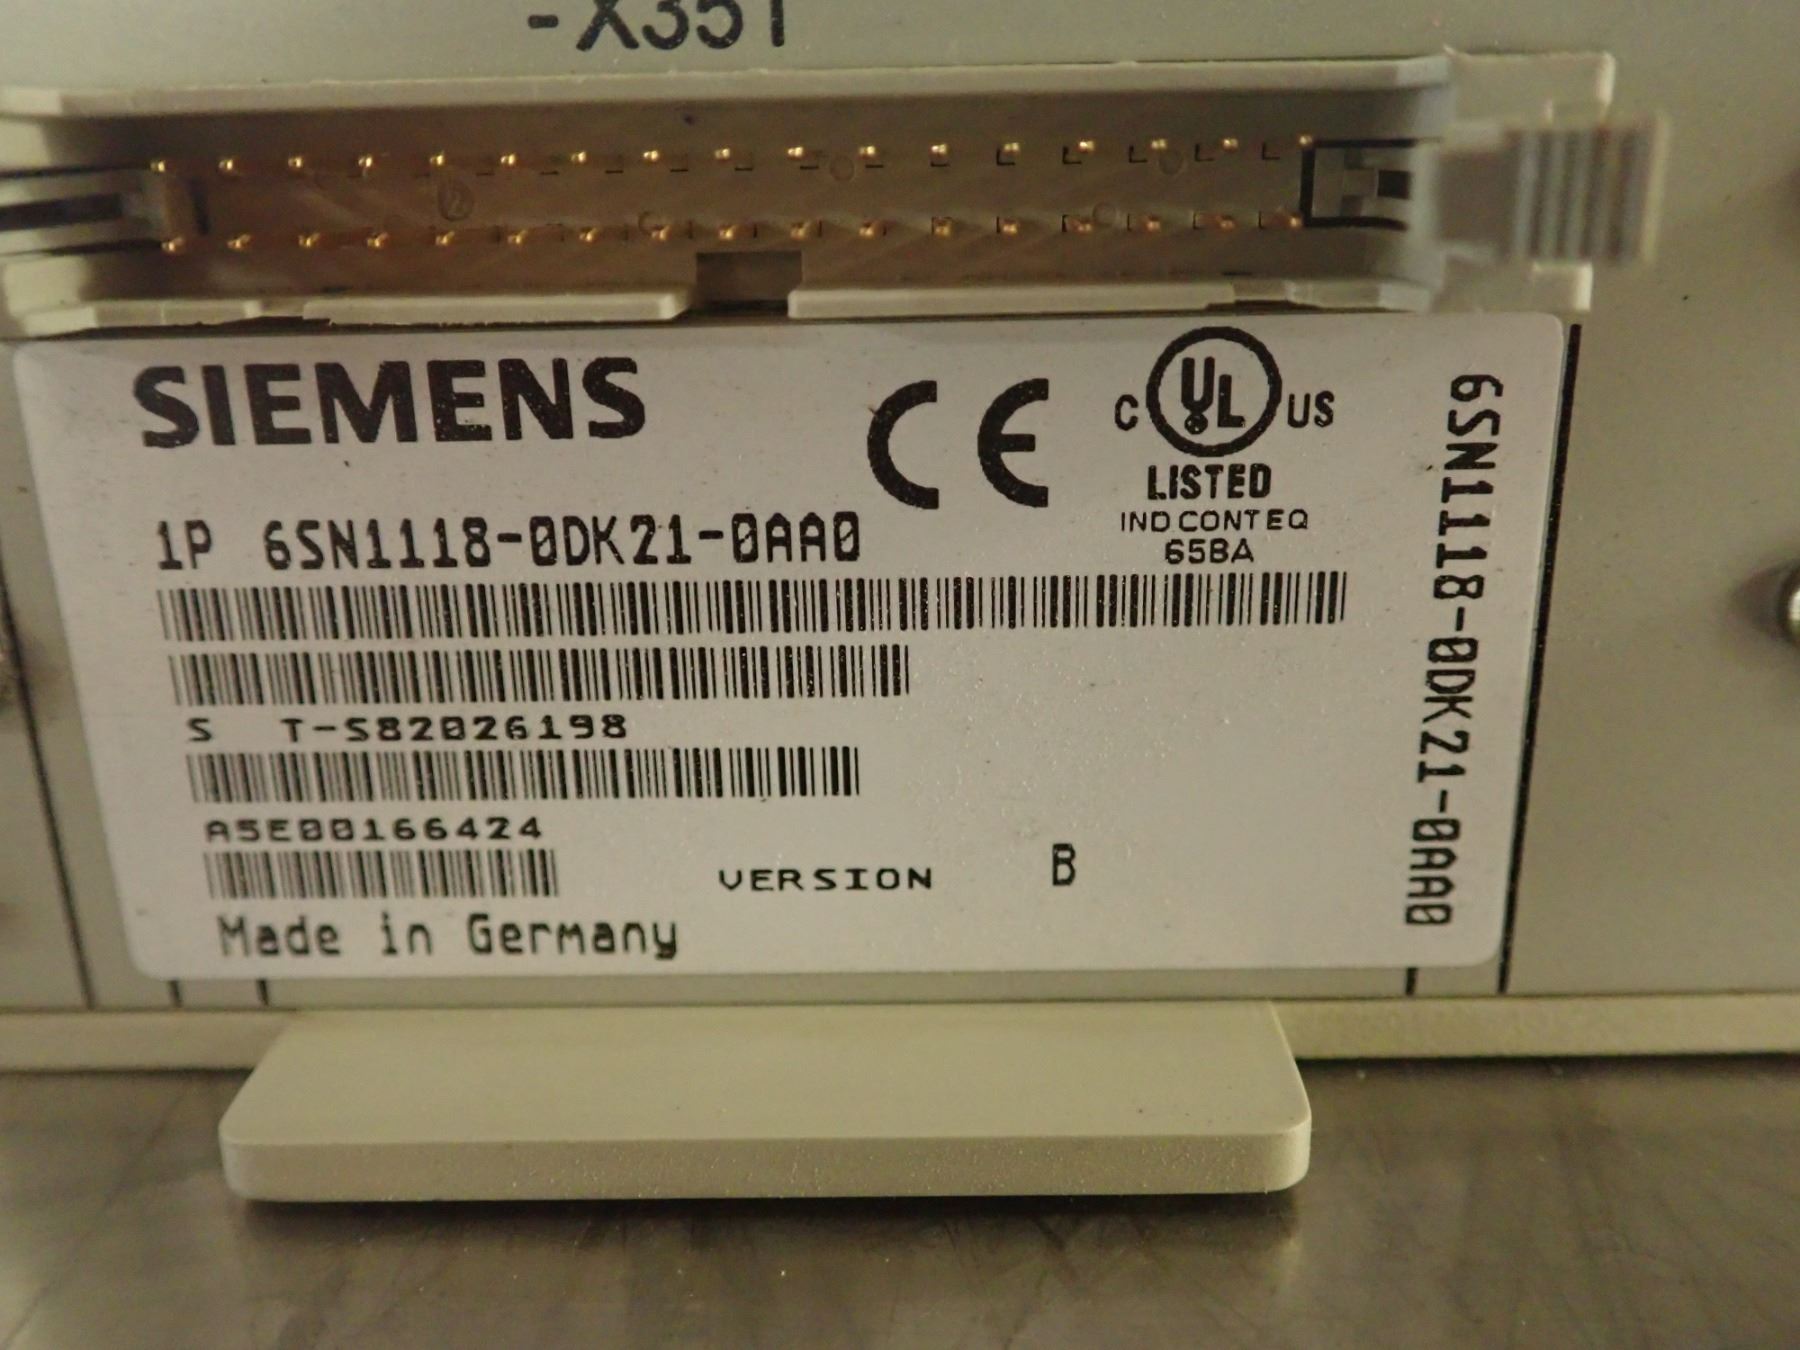 -X351
SIEMENS
CE
C UL US
LISTED
IND CONT EQ
65BA
1P 6SN1118-0DK21-0AA0
S T-S82026198
A5E00166424
VERSION B
Made in Germany
6SN1118-0DK21-0AA0